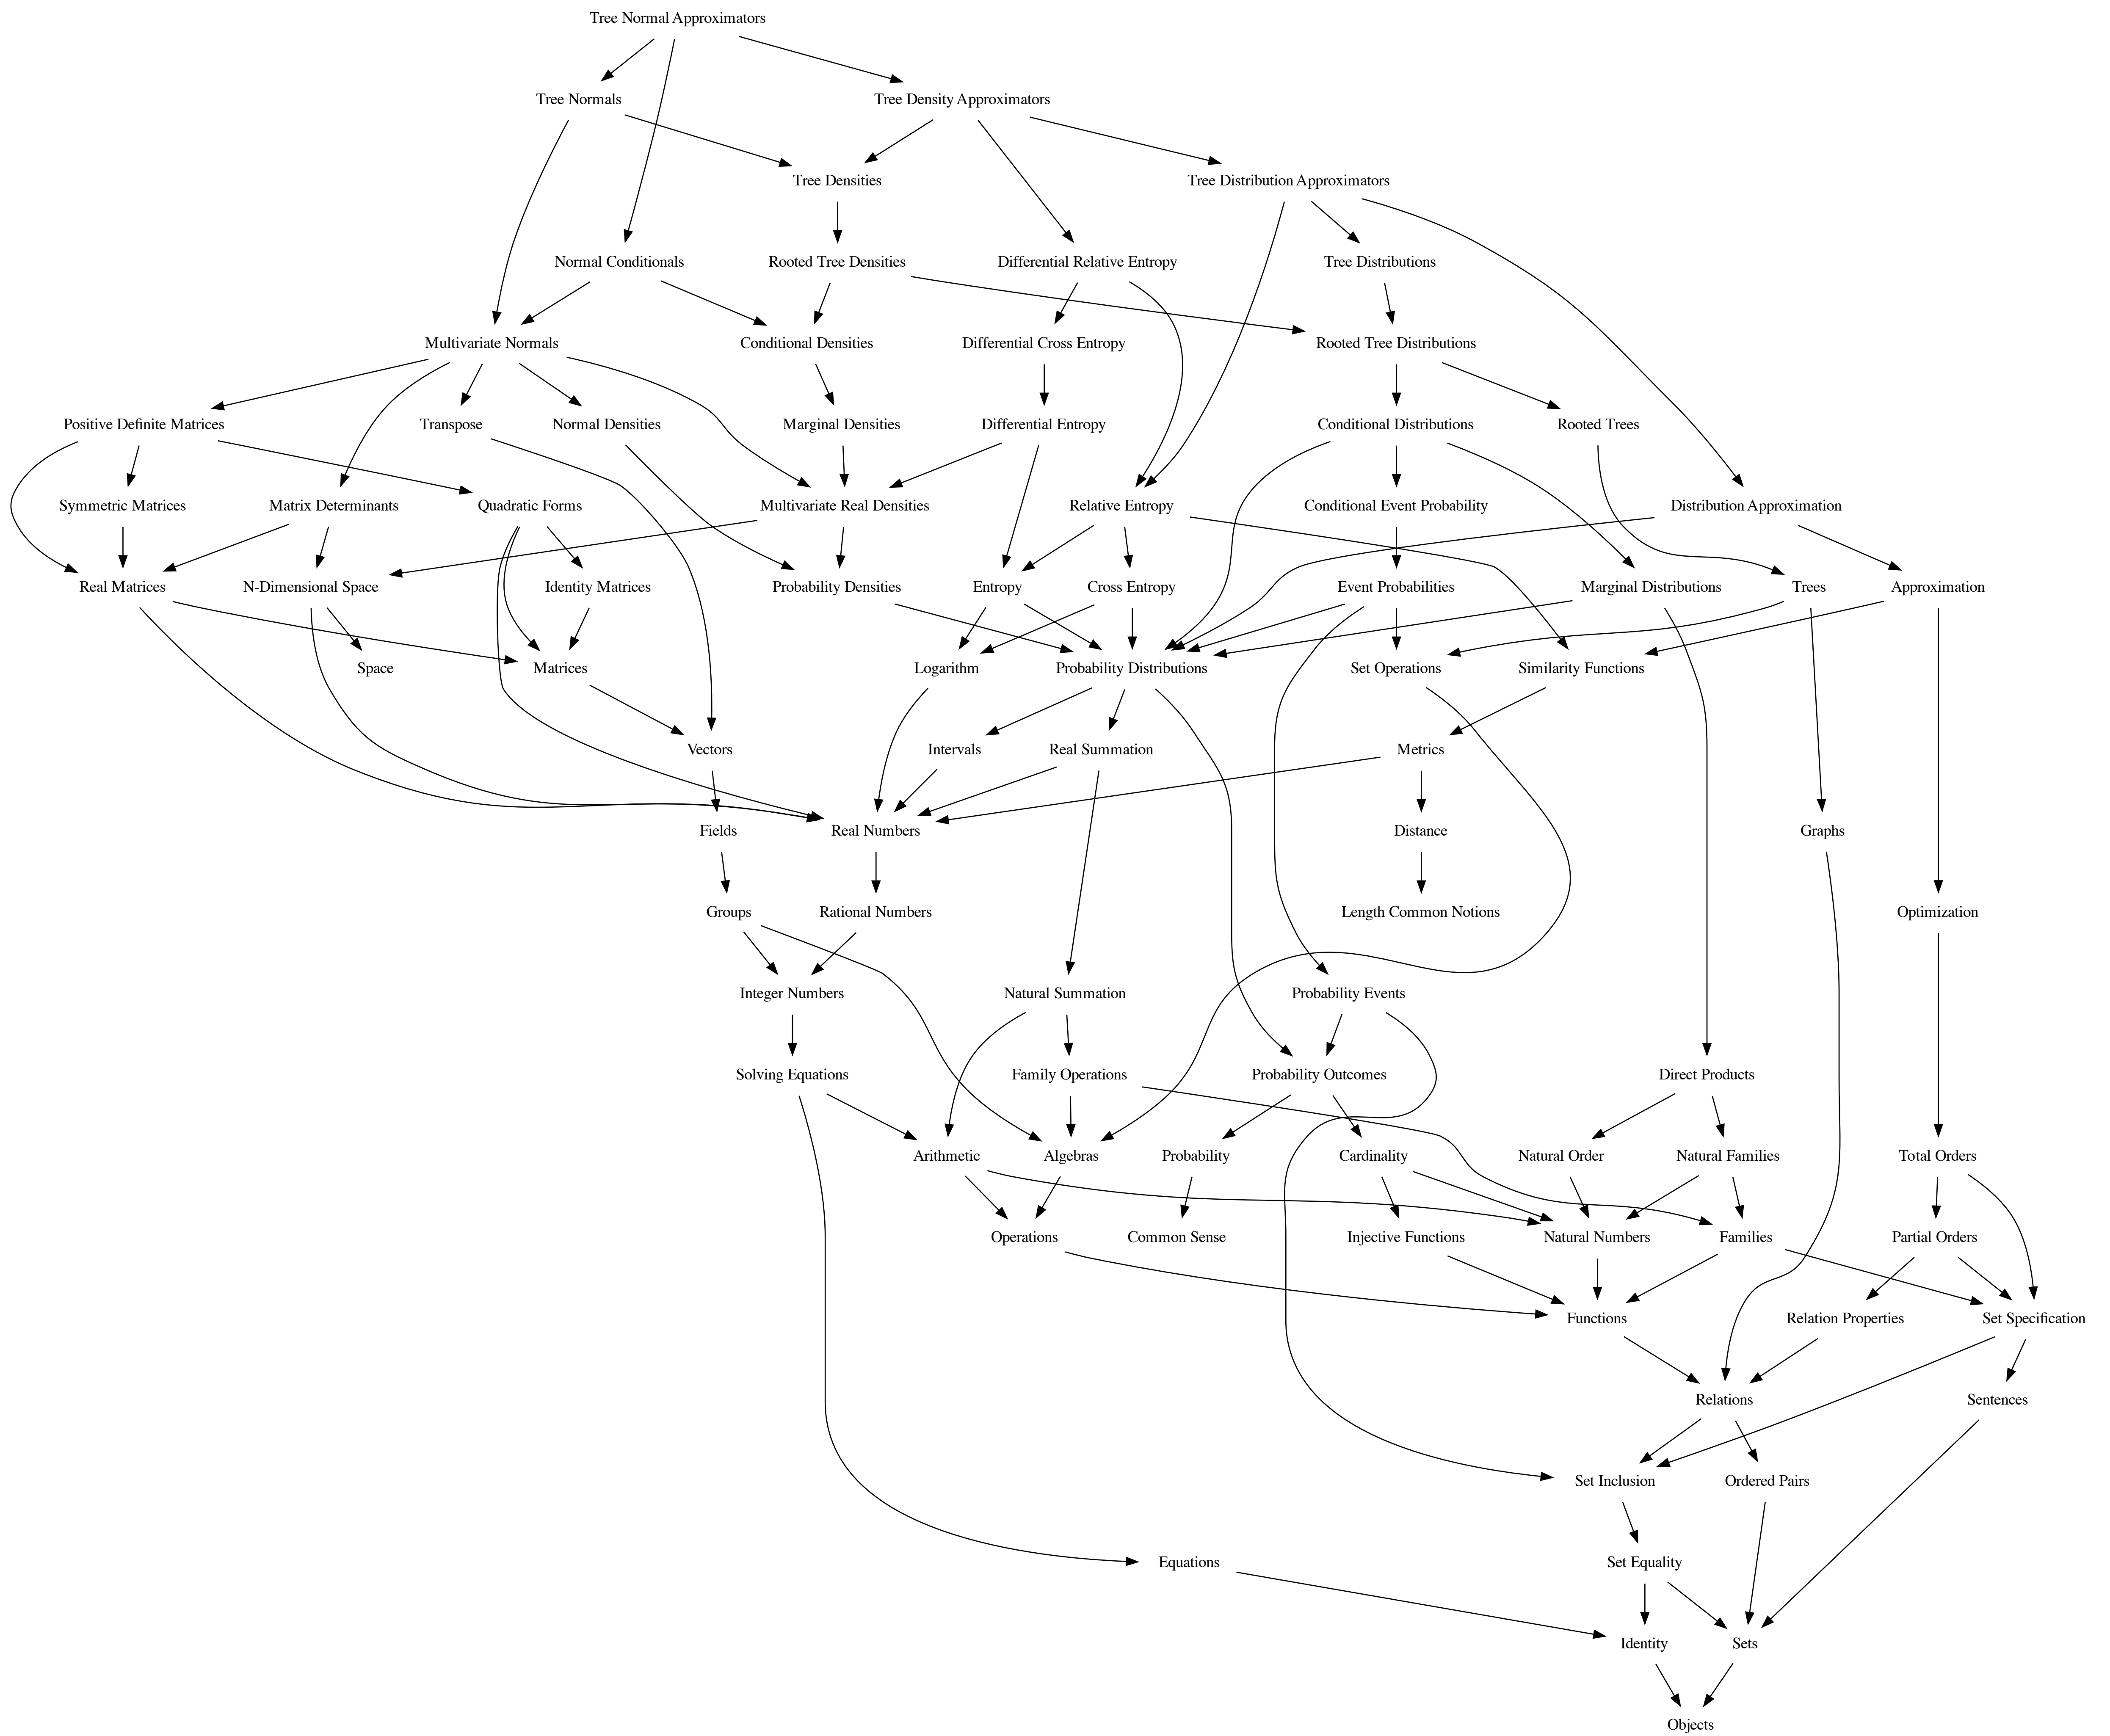 Tree Normal Approximators
Tree Normals
Tree Density Approximators
Tree Densities
Tree Distribution Approximators
Normal Conditionals
Rooted Tree Densities
Differential Relative Entropy
Tree Distributions
Multivariate Normals
Conditional Densities
Differential Cross Entropy
Rooted Tree Distributions
Positive Definite Matrices
Transpose
Normal Densities
Marginal Densities
Differential Entropy
Conditional Distributions
Rooted Trees
Symmetric Matrices
Matrix Determinants
Quadratic Forms
Multivariate Real Densities
Relative Entropy
Conditional Event Probability
Distribution Approximation
Real Matrices
N-Dimensional Space
Identity Matrices
Probability Densities
Entropy
Cross Entropy
Event Probabilities
Marginal Distributions
Trees
Approximation
Space
Matrices
Logarithm
Probability Distributions
Set Operations
Similarity Functions
Vectors
Intervals
Real Summation
Metrics
Fields
Real Numbers
Distance
Graphs
Groups
Rational Numbers
Length Common Notions
Optimization
Integer Numbers
Natural Summation
Probability Events
Solving Equations
Family Operations
Probability Outcomes
Direct Products
Arithmetic
Algebras
Probability
Cardinality
Natural Order
Natural Families
Total Orders
Operations
Common Sense
Injective Functions
Natural Numbers
Families
Partial Orders
Functions
Relation Properties
Set Specification
Relations
Sentences
Set Inclusion
Ordered Pairs
Equations
Set Equality
Identity
Sets
Objects